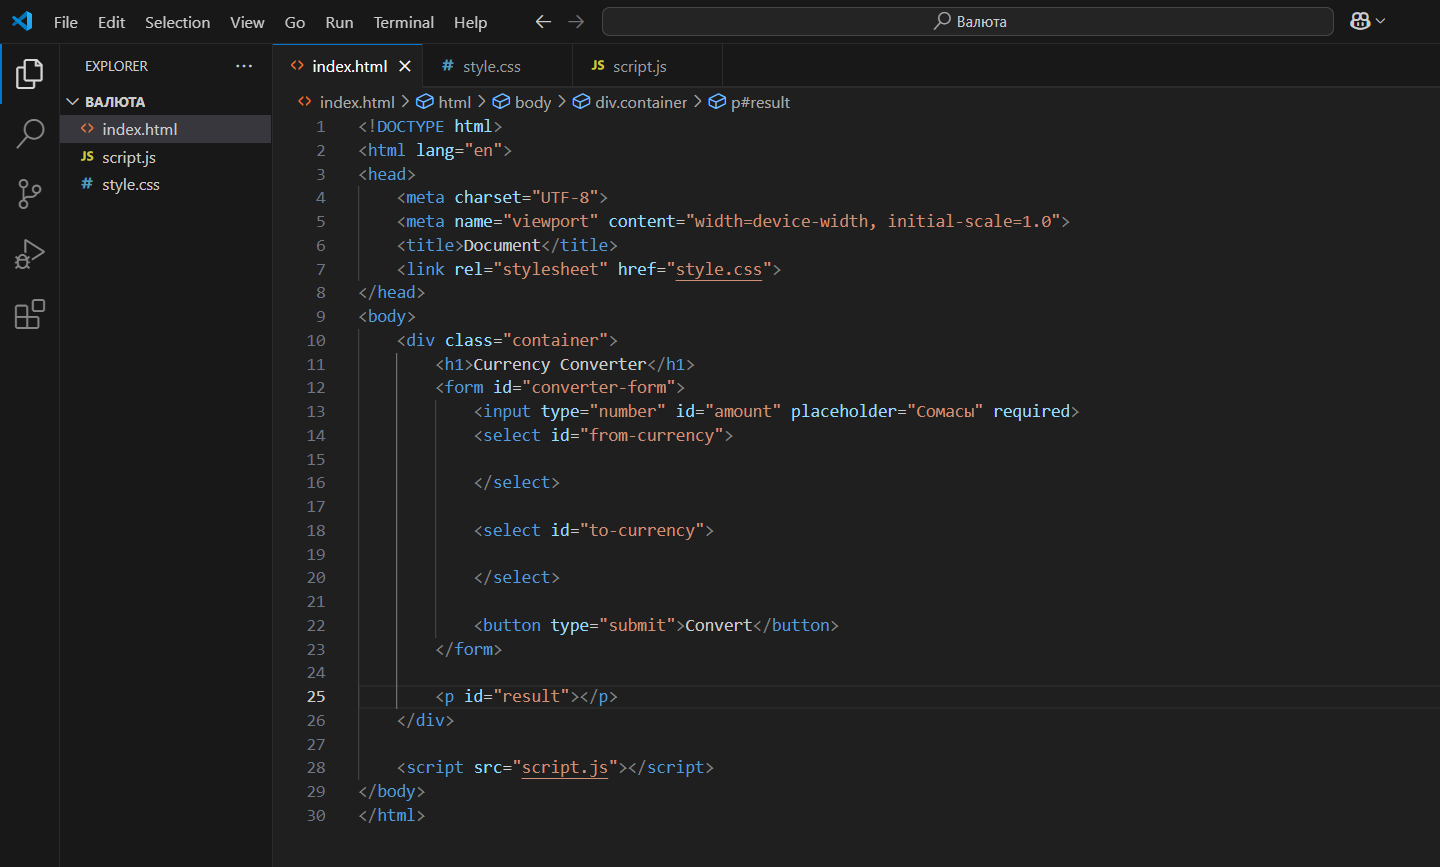 File Edit Selection View Go Run Terminal Help
Валюта
EXPLORER
ВАЛЮТА
index.html
JS script.js
# style.css
index.html
# style.css
JS script.js
index.html > html > body > div.container > p#result
1 <!DOCTYPE html>
2 <html lang="en">
3 <head>
4 <meta charset="UTF-8">
5 <meta name="viewport" content="width=device-width, initial-scale=1.0">
6 <title>Document</title>
7 <link rel="stylesheet" href="style.css">
8 </head>
9 <body>
10 <div class="container">
11 <h1>Currency Converter</h1>
12 <form id="converter-form">
13 <input type="number" id="amount" placeholder="Сомасы" required>
14 <select id="from-currency">
15
16 </select>
17
18 <select id="to-currency">
19
20 </select>
21
22 <button type="submit">Convert</button>
23 </form>
24
25 <p id="result"></p>
26 </div>
27
28 <script src="script.js"></script>
29 </body>
30 </html>